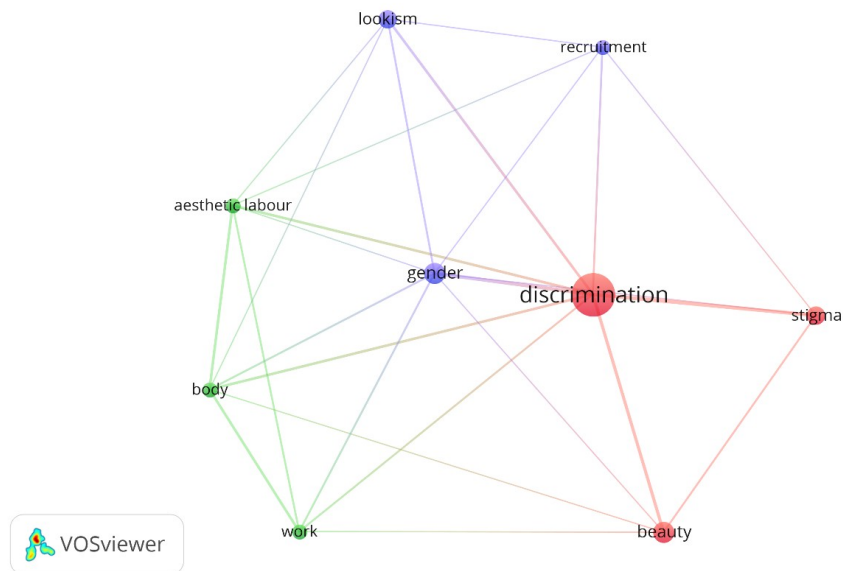 lookism
recruitment
aesthetic labour
gender
discrimination
stigma
body
work
beauty
VOSviewer